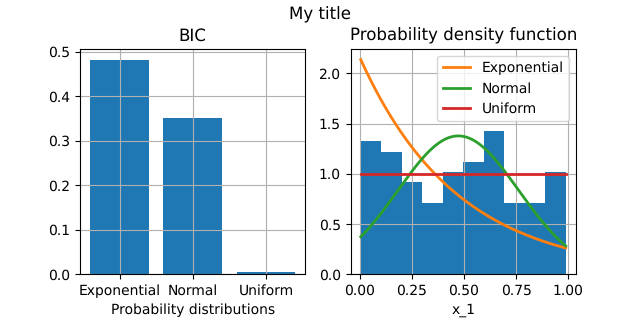 My title
BIC
0.5
0.4
0.3
0.2
0.1
0.0
Exponential Normal Uniform
Probability distributions
Probability density function
Exponential
Normal
Uniform
2.0
1.5
1.0
0.5
0.0
0.00 0.25 0.50 0.75 1.00
x_1